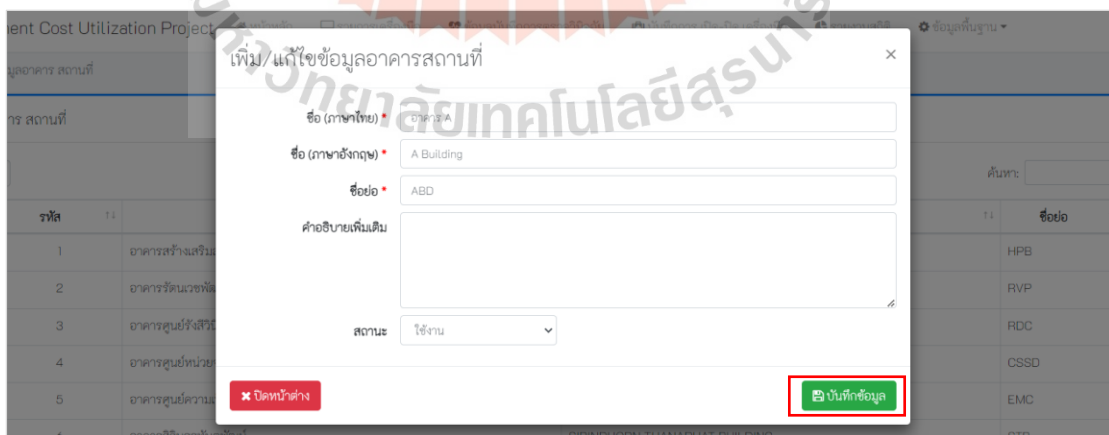 ent Cost Utilization Project
ข้อมูลพื้นฐาน
มูลอาคาร สถานที่
เพิ่ม/แก้ไขข้อมูลอาคารสถานที่
×
มหาวิทยาลัยเทคโนโลยีสุรนารี
าร สถานที่
ชื่อ (ภาษาไทย) * อาคาร A
ชื่อ (ภาษาอังกฤษ) * A Building
ค้นหา:
ชื่อย่อ * ABD
รหัส
ชื่อย่อ
คำอธิบายเพิ่มเติม
1 อาคารสร้างเสริม HPB
2 อาคารรัตนเวชพัฒ RVP
3 อาคารศูนย์รังสีวินิ RDC
สถานะ ใช้งาน
4 อาคารศูนย์หน่วย CSSD
5 อาคารศูนย์ความ EMC
ปิดหน้าต่าง
บันทึกข้อมูล